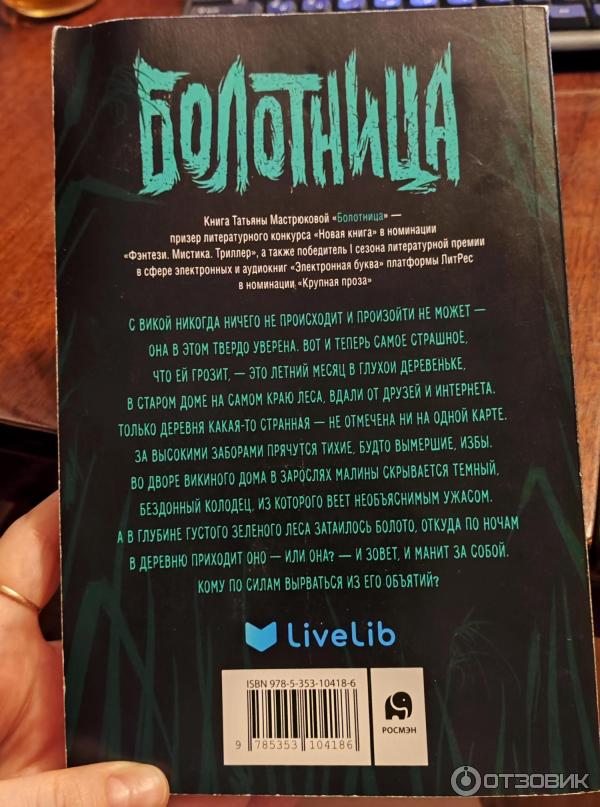 БОЛОТНИЦА
Книга Татьяны Мастрюковой «Болотница» —
призер литературного конкурса «Новая книга» в номинации
«Фэнтези. Мистика. Триллер», а также победитель I сезона литературной премии
в сфере электронных и аудиокниг «Электронная буква» платформы ЛитРес
в номинации «Крупная проза»
С ВИКОЙ НИКОГДА НИЧЕГО НЕ ПРОИСХОДИТ И ПРОИЗОЙТИ НЕ МОЖЕТ —
ОНА В ЭТОМ ТВЕРДО УВЕРЕНА. ВОТ И ТЕПЕРЬ САМОЕ СТРАШНОЕ,
ЧТО ЕЙ ГРОЗИТ, — ЭТО ЛЕТНИЙ МЕСЯЦ В ГЛУХОЙ ДЕРЕВЕНЬКЕ,
В СТАРОМ ДОМЕ НА САМОМ КРАЮ ЛЕСА, ВДАЛИ ОТ ДРУЗЕЙ И ИНТЕРНЕТА.
ТОЛЬКО ДЕРЕВНЯ КАКАЯ-ТО СТРАННАЯ — НЕ ОТМЕЧЕНА НИ НА ОДНОЙ КАРТЕ.
ЗА ВЫСОКИМИ ЗАБОРАМИ ПРЯЧУТСЯ ТИХИЕ, БУДТО ВЫМЕРШИЕ, ИЗБЫ.
ВО ДВОРЕ ВИКИНОГО ДОМА В ЗАРОСЛЯХ МАЛИНЫ СКРЫВАЕТСЯ ТЕМНЫЙ,
БЕЗДОННЫЙ КОЛОДЕЦ, ИЗ КОТОРОГО ВЕЕТ НЕОБЪЯСНИМЫМ УЖАСОМ.
А В ГЛУБИНЕ ГУСТОГО ЗЕЛЕНОГО ЛЕСА ЗАТАИЛОСЬ БОЛОТО, ОТКУДА ПО НОЧАМ
В ДЕРЕВНЮ ПРИХОДИТ ОНО — ИЛИ ОНА? — И ЗОВЕТ, И МАНИТ ЗА СОБОЙ.
КОМУ ПО СИЛАМ ВЫРВАТЬСЯ ИЗ ЕГО ОБЪЯТИЙ?
LiveLib
ISBN 978-5-353-10418-6
9 785353 104186
РОСМЭН
ОТЗОВИК